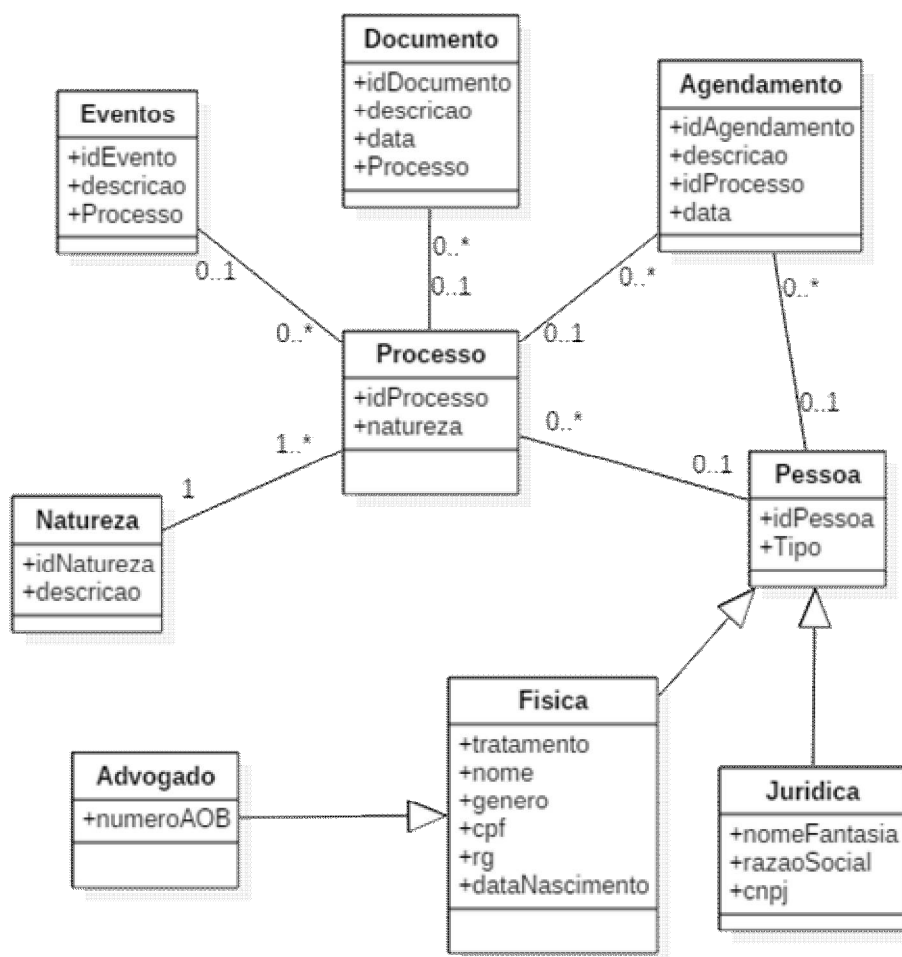 Documento
+idDocumento
+descricao
+data
+Processo
Agendamento
+idAgendamento
+descricao
+idProcesso
+data
Eventos
+idEvento
+descricao
+Processo
0..*
0..1
0..1
0..*
0..*
0..1
0..*
0..1
Processo
+idProcesso
+natureza
0..*
0..1
1..*
1
Natureza
+idNatureza
+descricao
Pessoa
+idPessoa
+Tipo
Fisica
+tratamento
+nome
+genero
+cpf
+rg
+dataNascimento
Advogado
+numeroAOB
Juridica
+nomeFantasia
+razaoSocial
+cnpj